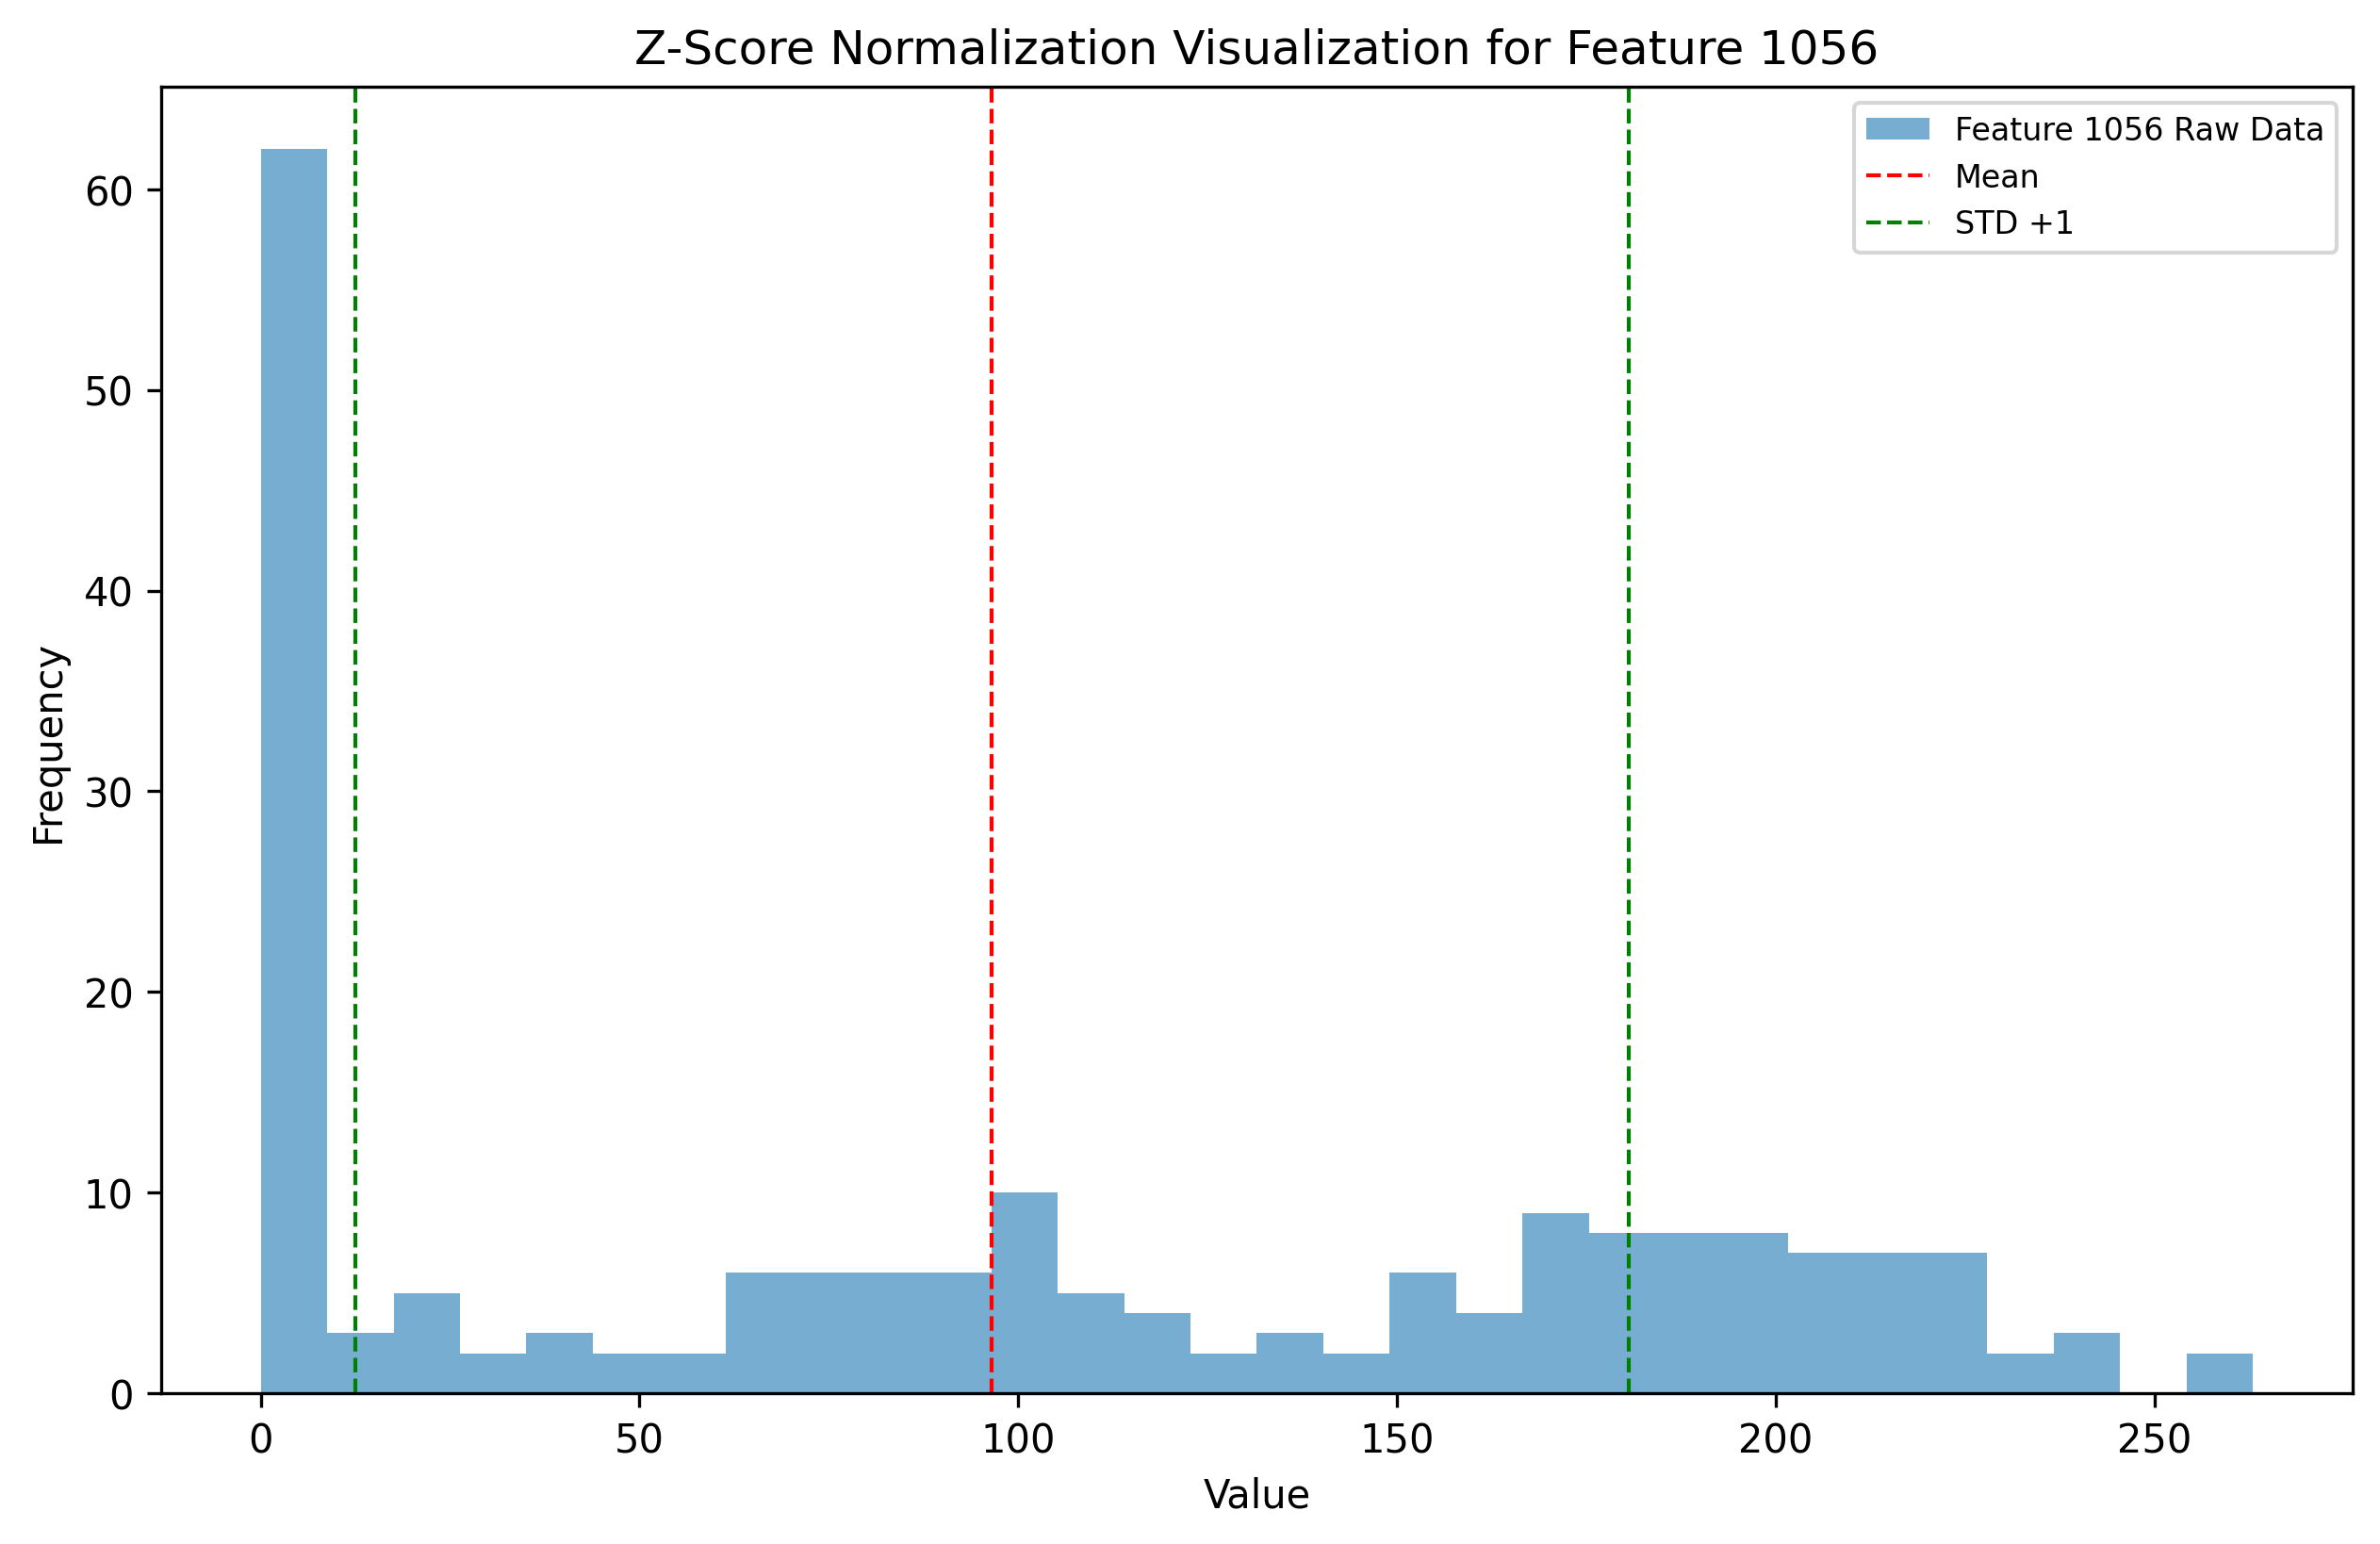 Z-Score Normalization Visualization for Feature 1056
Feature 1056 Raw Data
Mean
STD +1
Frequency
60
50
40
30
20
10
0
0 50 100 150 200 250
Value